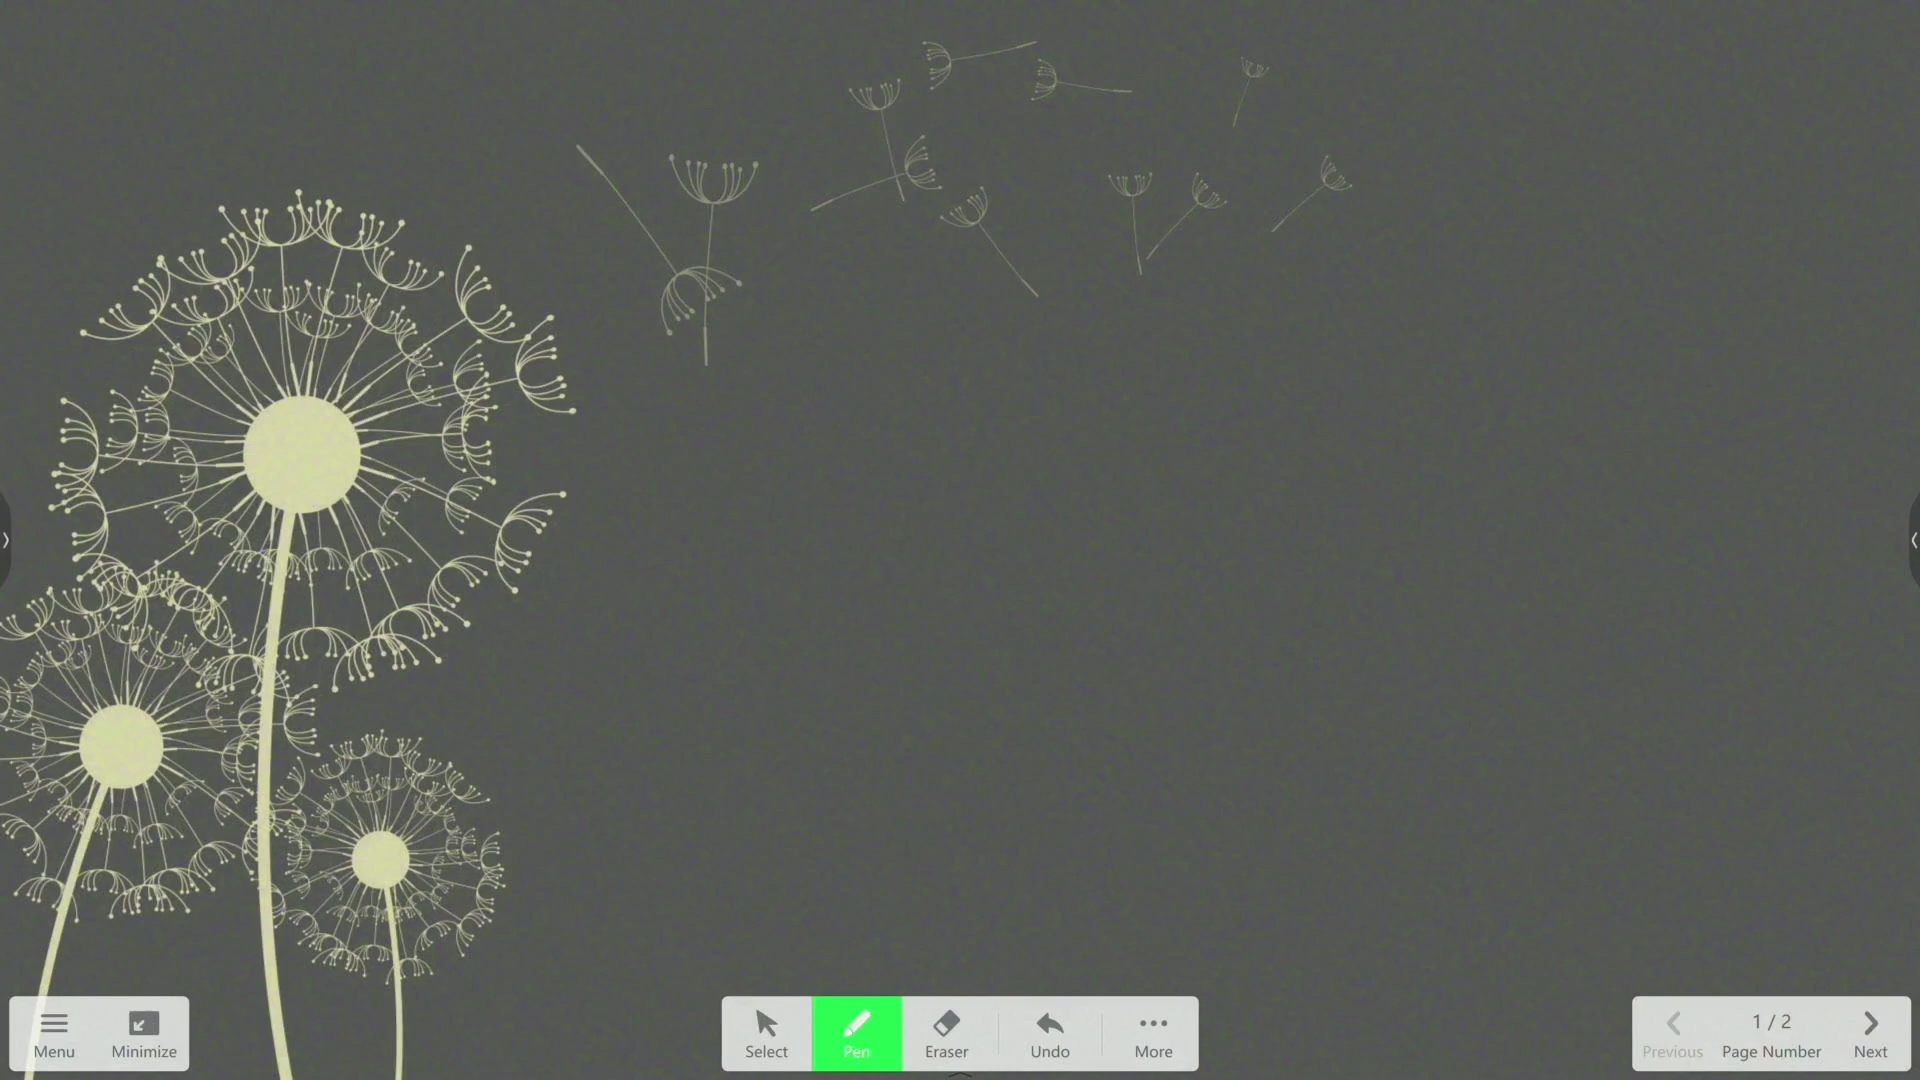 Menu
Minimize
Select
Pen
Eraser
Undo
More
Previous
1 / 2
Page Number
Next